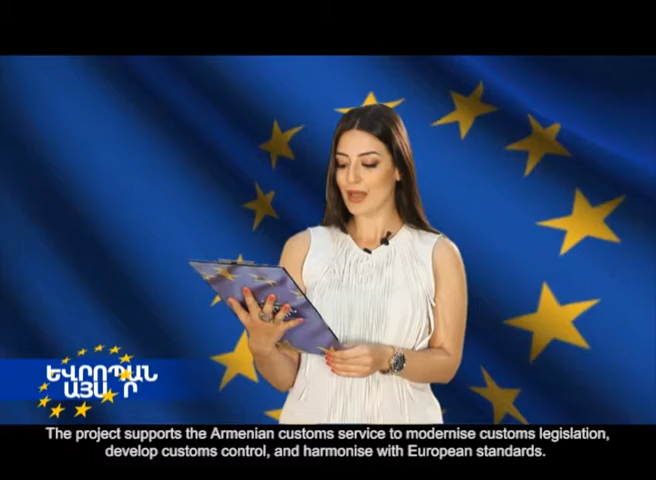 ԵՎՐՈՊԱՆ
ԱՅՍՕՐ
The project supports the Armenian customs service to modernise customs legislation,
develop customs control, and harmonise with European standards.